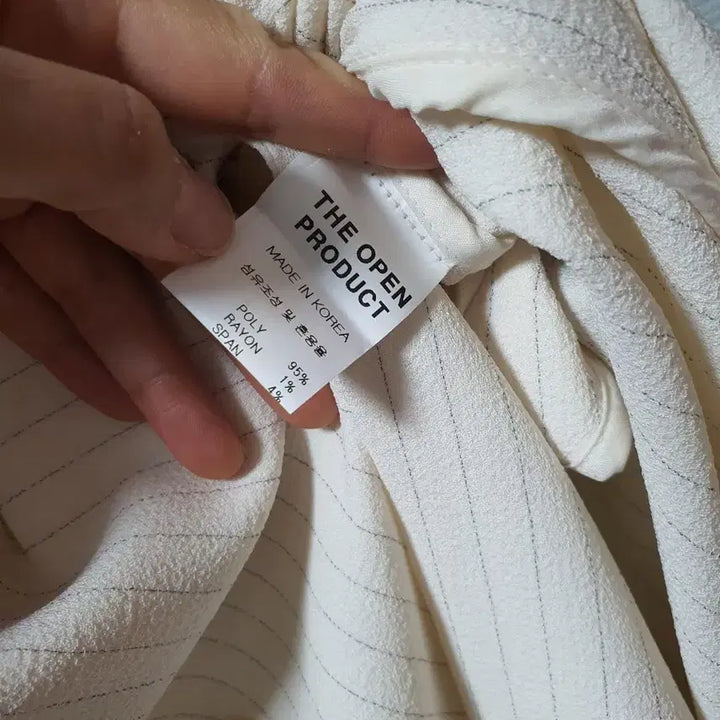 THE OPEN
PRODUCT
MADE IN KOREA
섬유조성 및 혼용율
POLY 95%
RAYON 1%
SPAN 4%